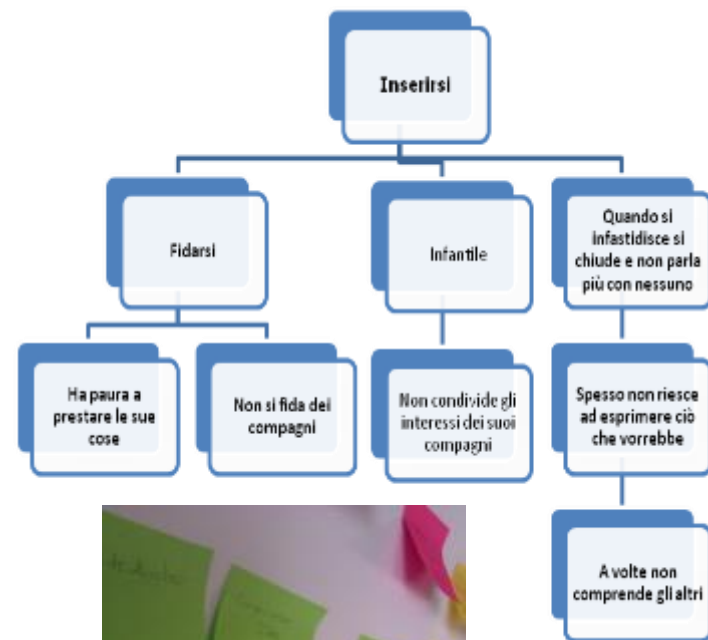 Inserirsi
Fidarsi
Infantile
Quando si
infastidisce si
chiude e non parla
più con nessuno
Ha paura a
prestare le sue
cose
Non si fida dei
compagni
Non condivide gli
interessi dei suoi
compagni
Spesso non riesce
ad esprimere ciò
che vorrebbe
A volte non
comprende gli altri